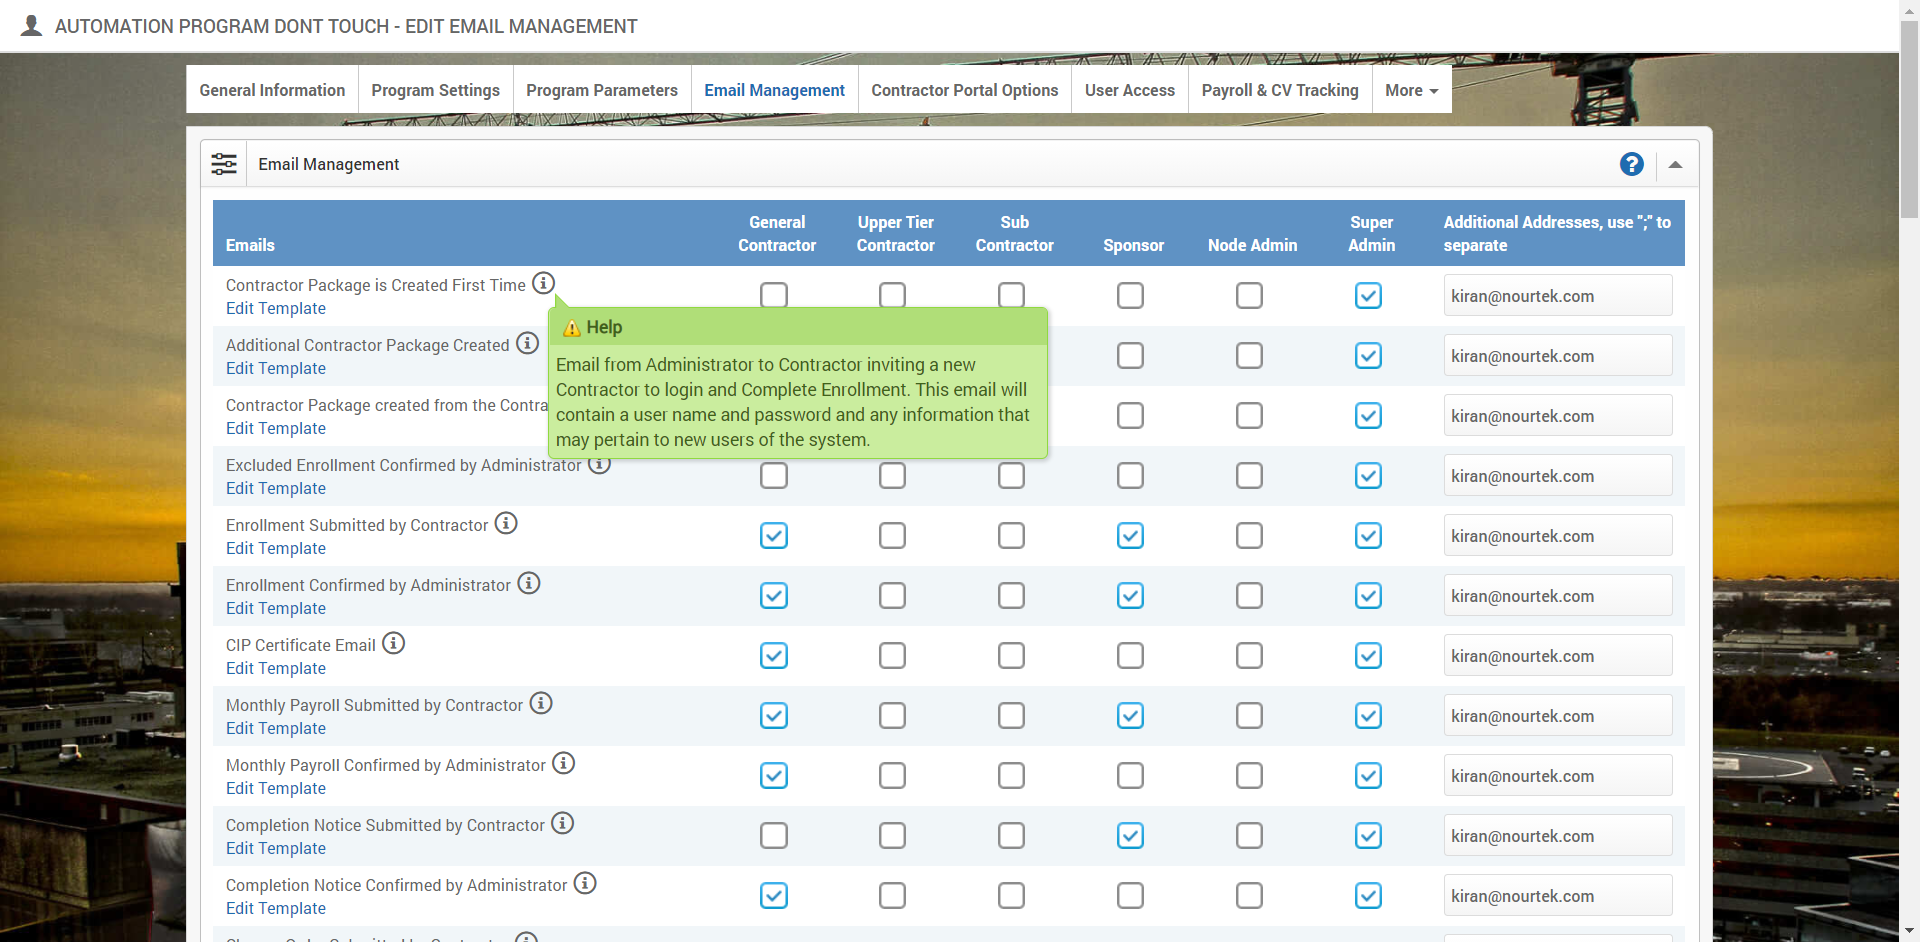 AUTOMATION PROGRAM DONT TOUCH - EDIT EMAIL MANAGEMENT
General Information
Program Settings
Program Parameters
Email Management
Contractor Portal Options
User Access
Payroll & CV Tracking
More
Email Management
?
Emails
General Contractor
Upper Tier Contractor
Sub Contractor
Sponsor
Node Admin
Super Admin
Additional Addresses, use ";" to separate
Contractor Package is Created First Time
Edit Template
kiran@nourtek.com
Help
Email from Administrator to Contractor inviting a new
Contractor to login and Complete Enrollment. This email will
contain a user name and password and any information that
may pertain to new users of the system.
Additional Contractor Package Created
Edit Template
kiran@nourtek.com
Contractor Package created from the Contra
Edit Template
kiran@nourtek.com
Excluded Enrollment Confirmed by Administrator
Edit Template
kiran@nourtek.com
Enrollment Submitted by Contractor
Edit Template
kiran@nourtek.com
Enrollment Confirmed by Administrator
Edit Template
kiran@nourtek.com
CIP Certificate Email
Edit Template
kiran@nourtek.com
Monthly Payroll Submitted by Contractor
Edit Template
kiran@nourtek.com
Monthly Payroll Confirmed by Administrator
Edit Template
kiran@nourtek.com
Completion Notice Submitted by Contractor
Edit Template
kiran@nourtek.com
Completion Notice Confirmed by Administrator
Edit Template
kiran@nourtek.com